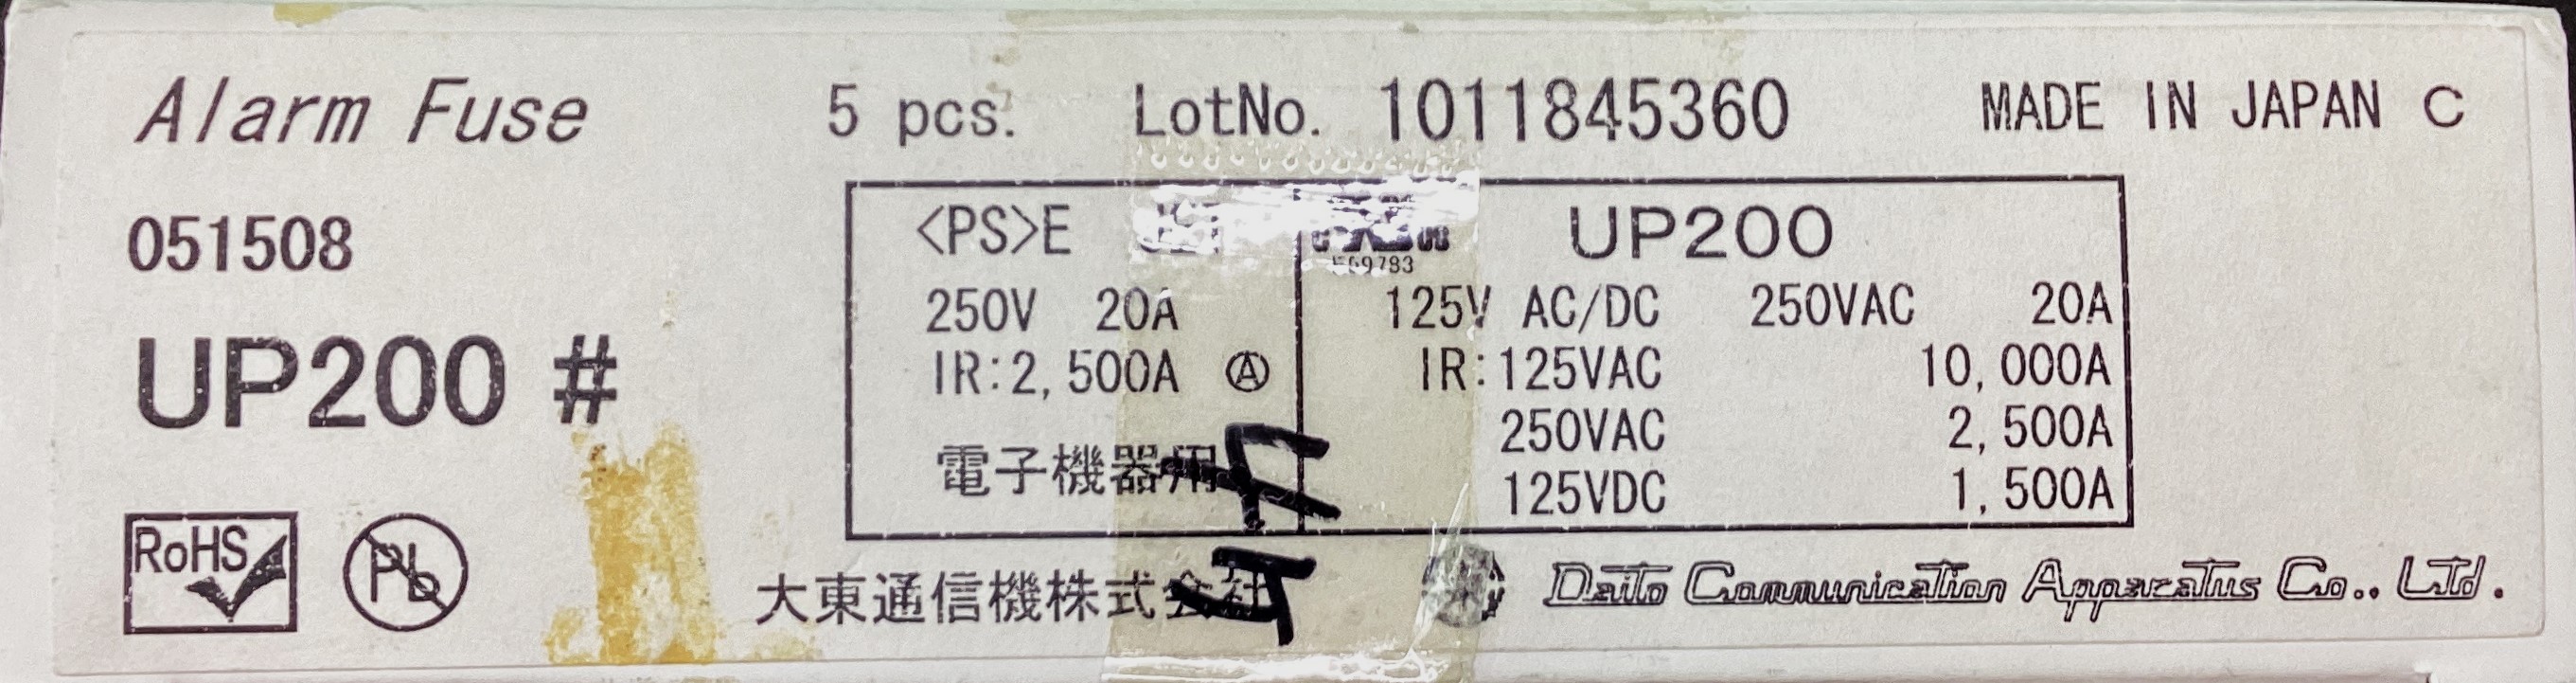 Alarm Fuse 5 pcs. LotNo. 1011845360 MADE IN JAPAN C
051508
UP200 #
RoHS
Pb
<PS>E
250V 20A
IR:2,500A Ⓐ
電子機器用
UP200
125V AC/DC 250VAC 20A
IR:125VAC 10,000A
250VAC 2,500A
125VDC 1,500A
大東通信機株式会社 Daito Communication Apparatus Co., Ltd.